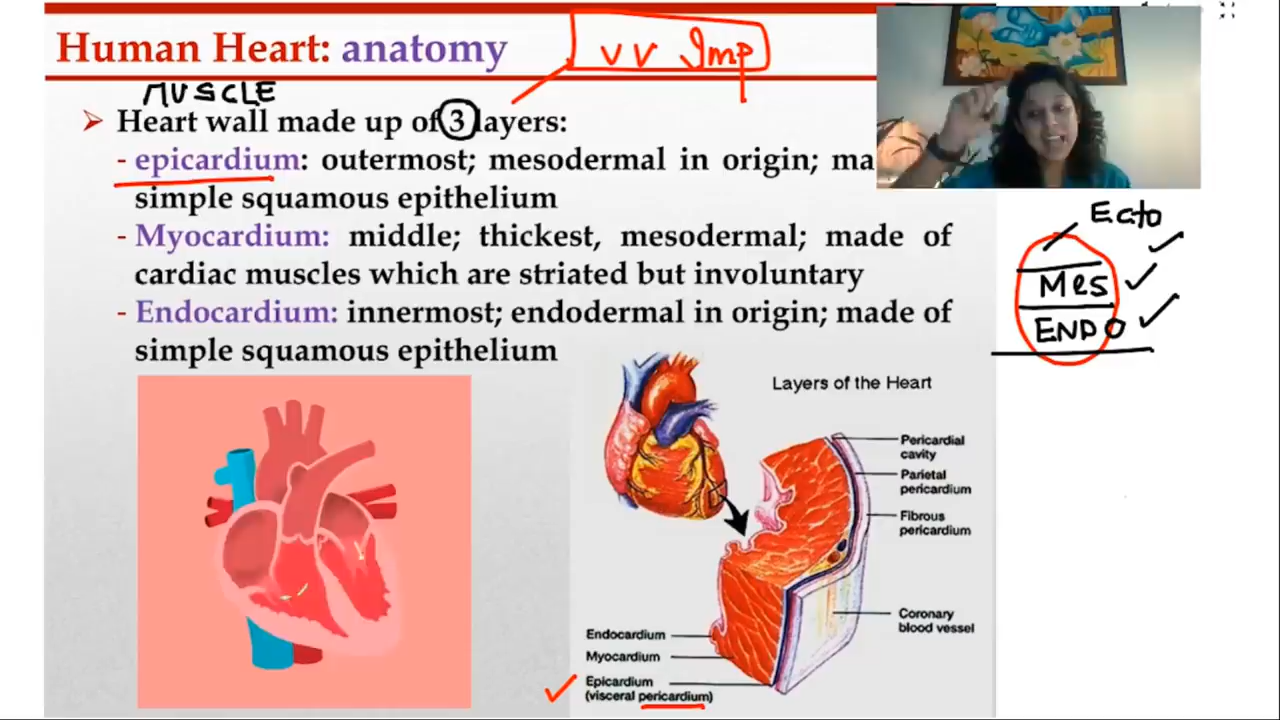 Human Heart: anatomy
VV Imp
MUSCLE
➤ Heart wall made up of 3 layers:
- epicardium: outermost; mesodermal in origin; ma
simple squamous epithelium
- Myocardium: middle; thickest, mesodermal; made of
cardiac muscles which are striated but involuntary
- Endocardium: innermost; endodermal in origin; made of
simple squamous epithelium
Ecto
Mes
ENDO
Layers of the Heart
Pericardial
cavity
Parietal
pericardium
Fibrous
pericardium
Coronary
blood vessel
Endocardium
Myocardium
Epicardium
(visceral pericardium)